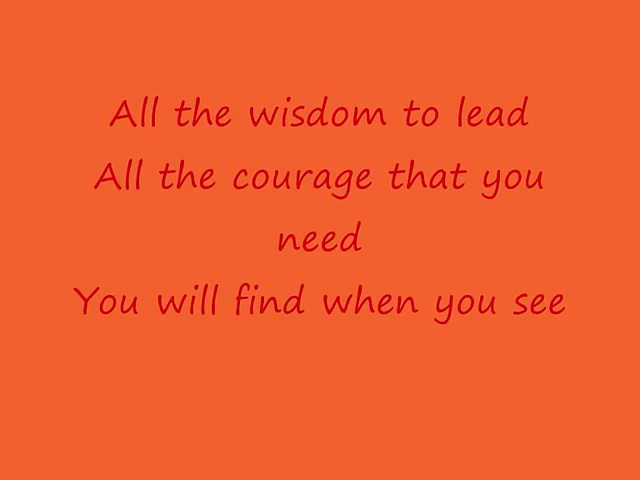 All the wisdom to lead
All the courage that you
need
You will find when you see